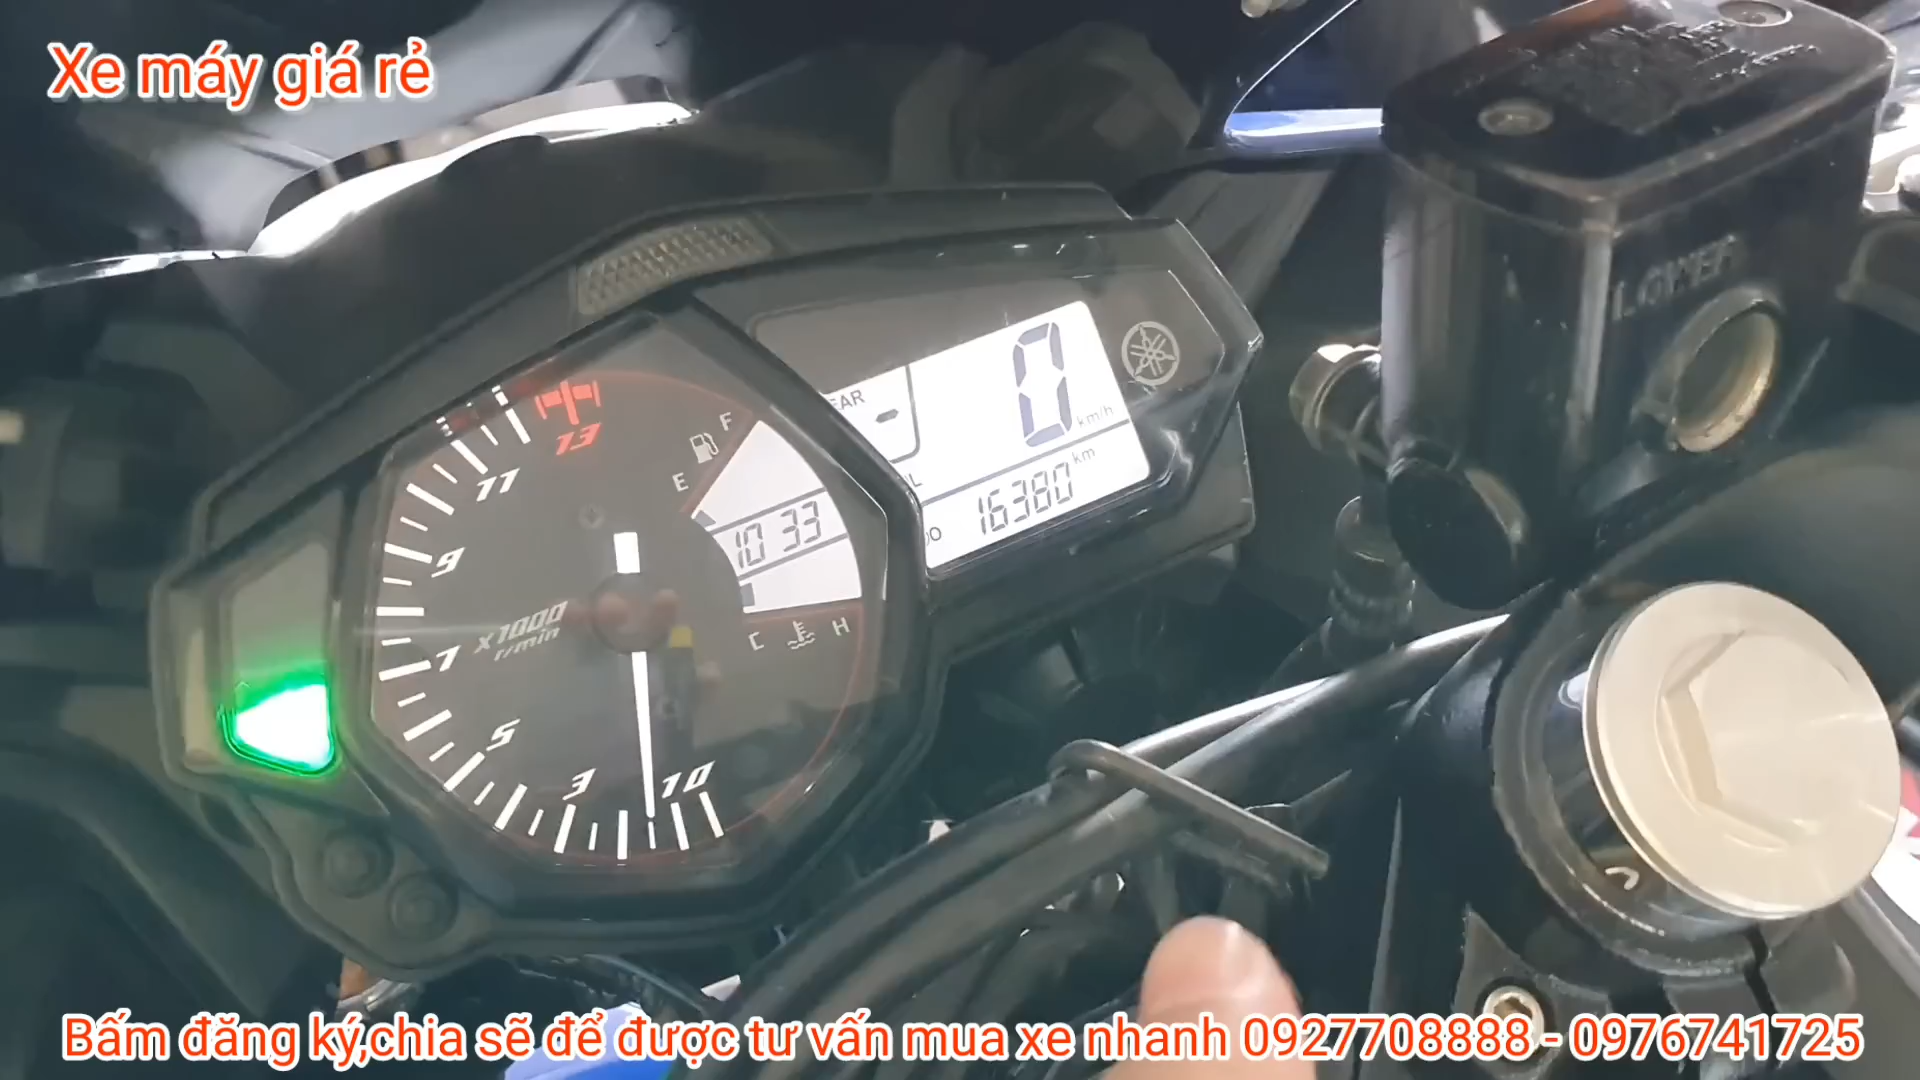 Xe máy giá rẻ
LOWER
0
km/h
16380 km
10 33
F
E
C
H
13
11
9
7
5
3
10
x1000
r/min
Bấm đăng ký,chia sẽ để được tư vấn mua xe nhanh 0927708888 - 0976741725